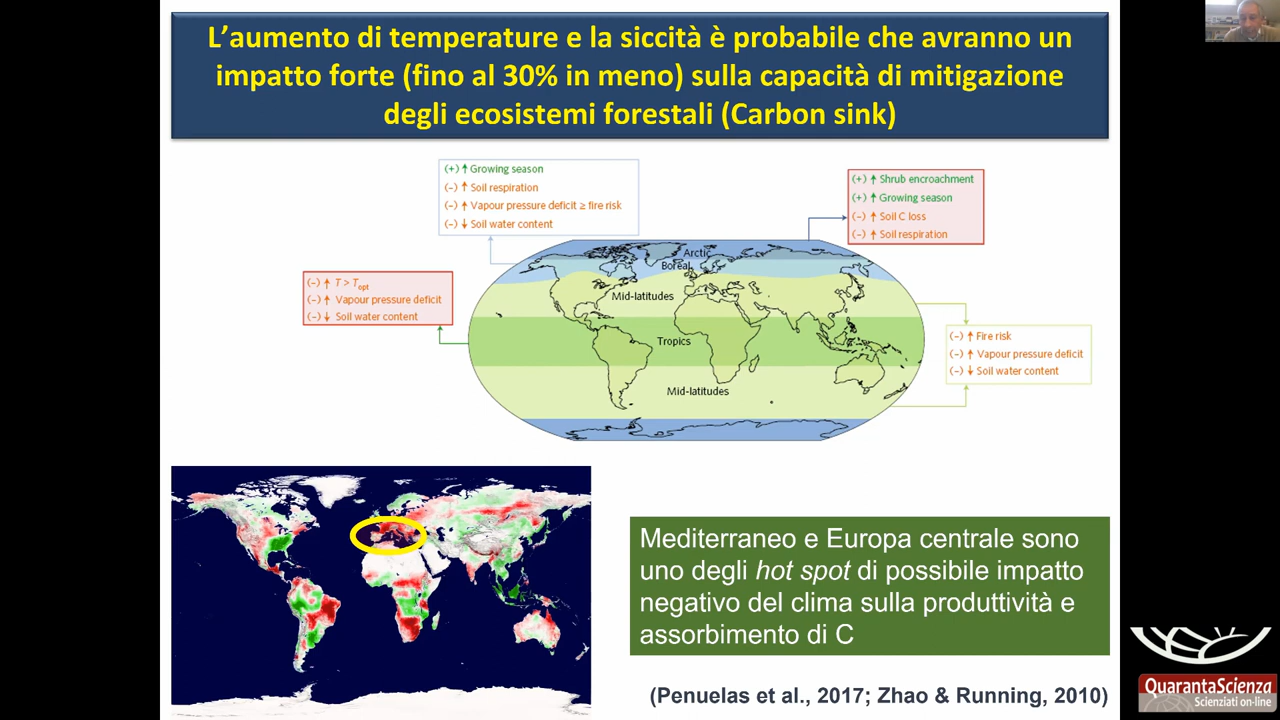 L’aumento di temperature e la siccità è probabile che avranno un
impatto forte (fino al 30% in meno) sulla capacità di mitigazione
degli ecosistemi forestali (Carbon sink)
(+) ↑ Growing season
(–) ↑ Soil respiration
(–) ↑ Vapour pressure deficit ≥ fire risk
(–) ↓ Soil water content
(+) ↑ Shrub encroachment
(+) ↑ Growing season
(–) ↑ Soil C loss
(–) ↑ Soil respiration
(–) ↑ T > Topt
(–) ↑ Vapour pressure deficit
(–) ↓ Soil water content
Arctic
Boreal
Mid-latitudes
Tropics
Mid-latitudes
(–) ↑ Fire risk
(–) ↑ Vapour pressure deficit
(–) ↓ Soil water content
Mediterraneo e Europa centrale sono
uno degli hot spot di possibile impatto
negativo del clima sulla produttività e
assorbimento di C
(Penuelas et al., 2017; Zhao & Running, 2010)
QuarantaScienza
Scienziati on-line